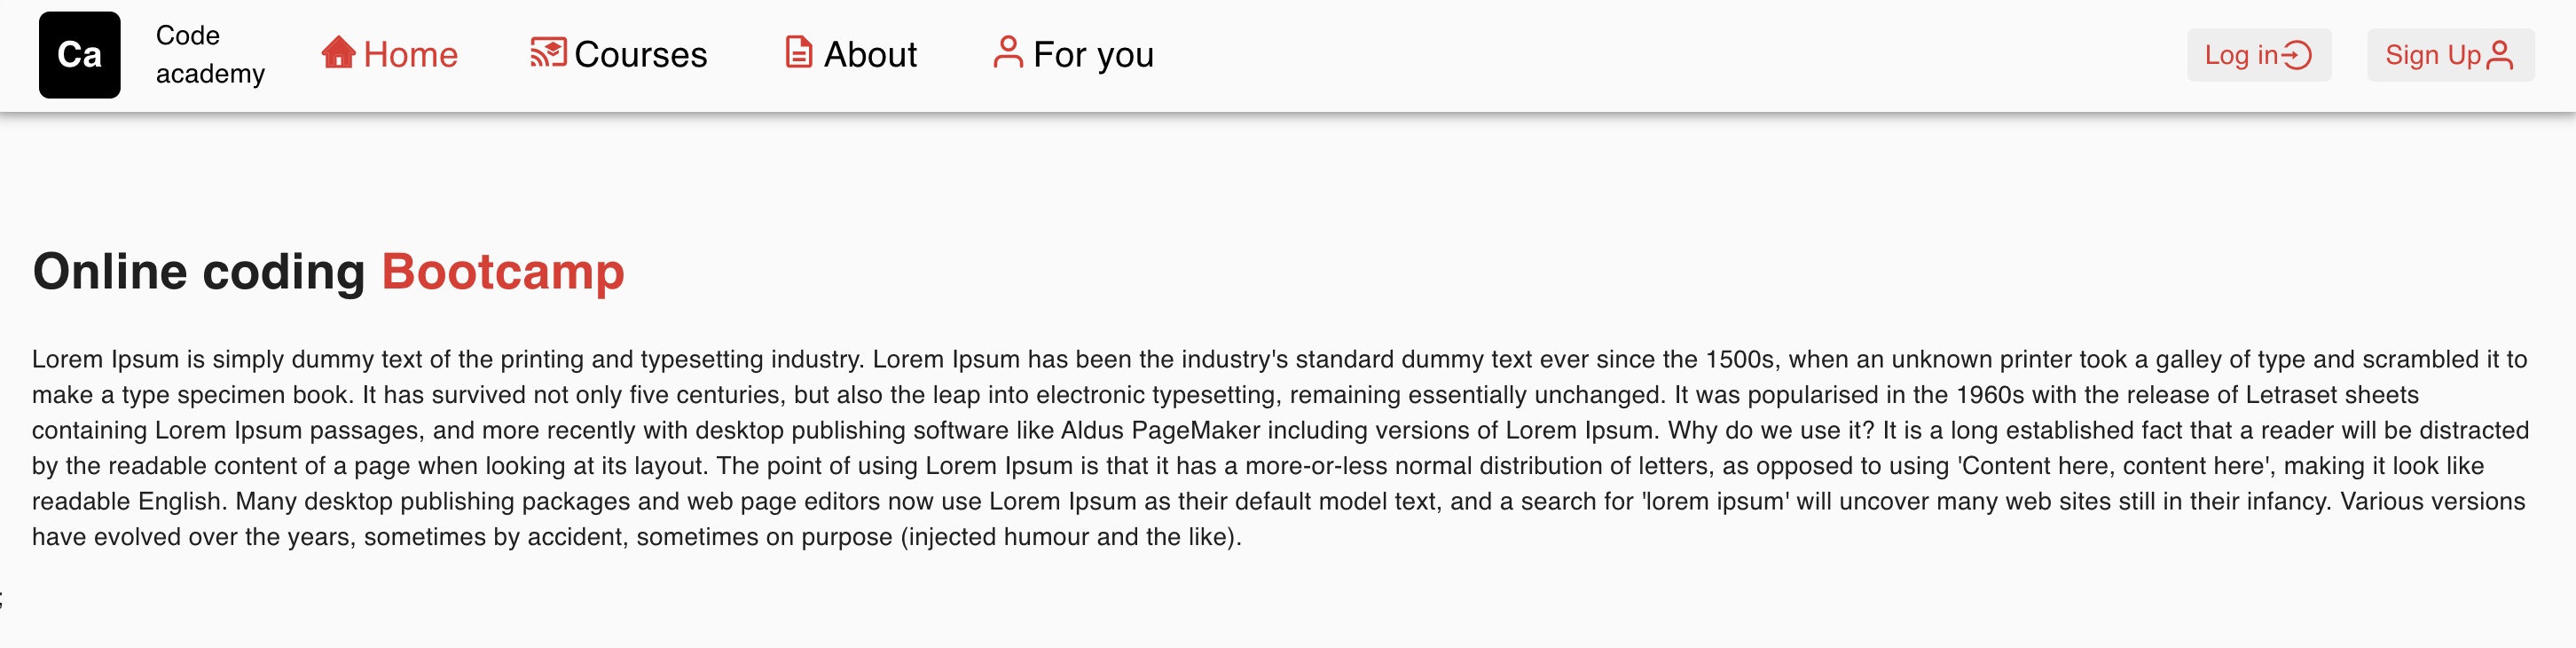 Ca
Code
academy
Home
Courses
About
For you
Log in
Sign Up
Online coding Bootcamp
Lorem Ipsum is simply dummy text of the printing and typesetting industry. Lorem Ipsum has been the industry's standard dummy text ever since the 1500s, when an unknown printer took a galley of type and scrambled it to
make a type specimen book. It has survived not only five centuries, but also the leap into electronic typesetting, remaining essentially unchanged. It was popularised in the 1960s with the release of Letraset sheets
containing Lorem Ipsum passages, and more recently with desktop publishing software like Aldus PageMaker including versions of Lorem Ipsum. Why do we use it? It is a long established fact that a reader will be distracted
by the readable content of a page when looking at its layout. The point of using Lorem Ipsum is that it has a more-or-less normal distribution of letters, as opposed to using 'Content here, content here', making it look like
readable English. Many desktop publishing packages and web page editors now use Lorem Ipsum as their default model text, and a search for 'lorem ipsum' will uncover many web sites still in their infancy. Various versions
have evolved over the years, sometimes by accident, sometimes on purpose (injected humour and the like).
;